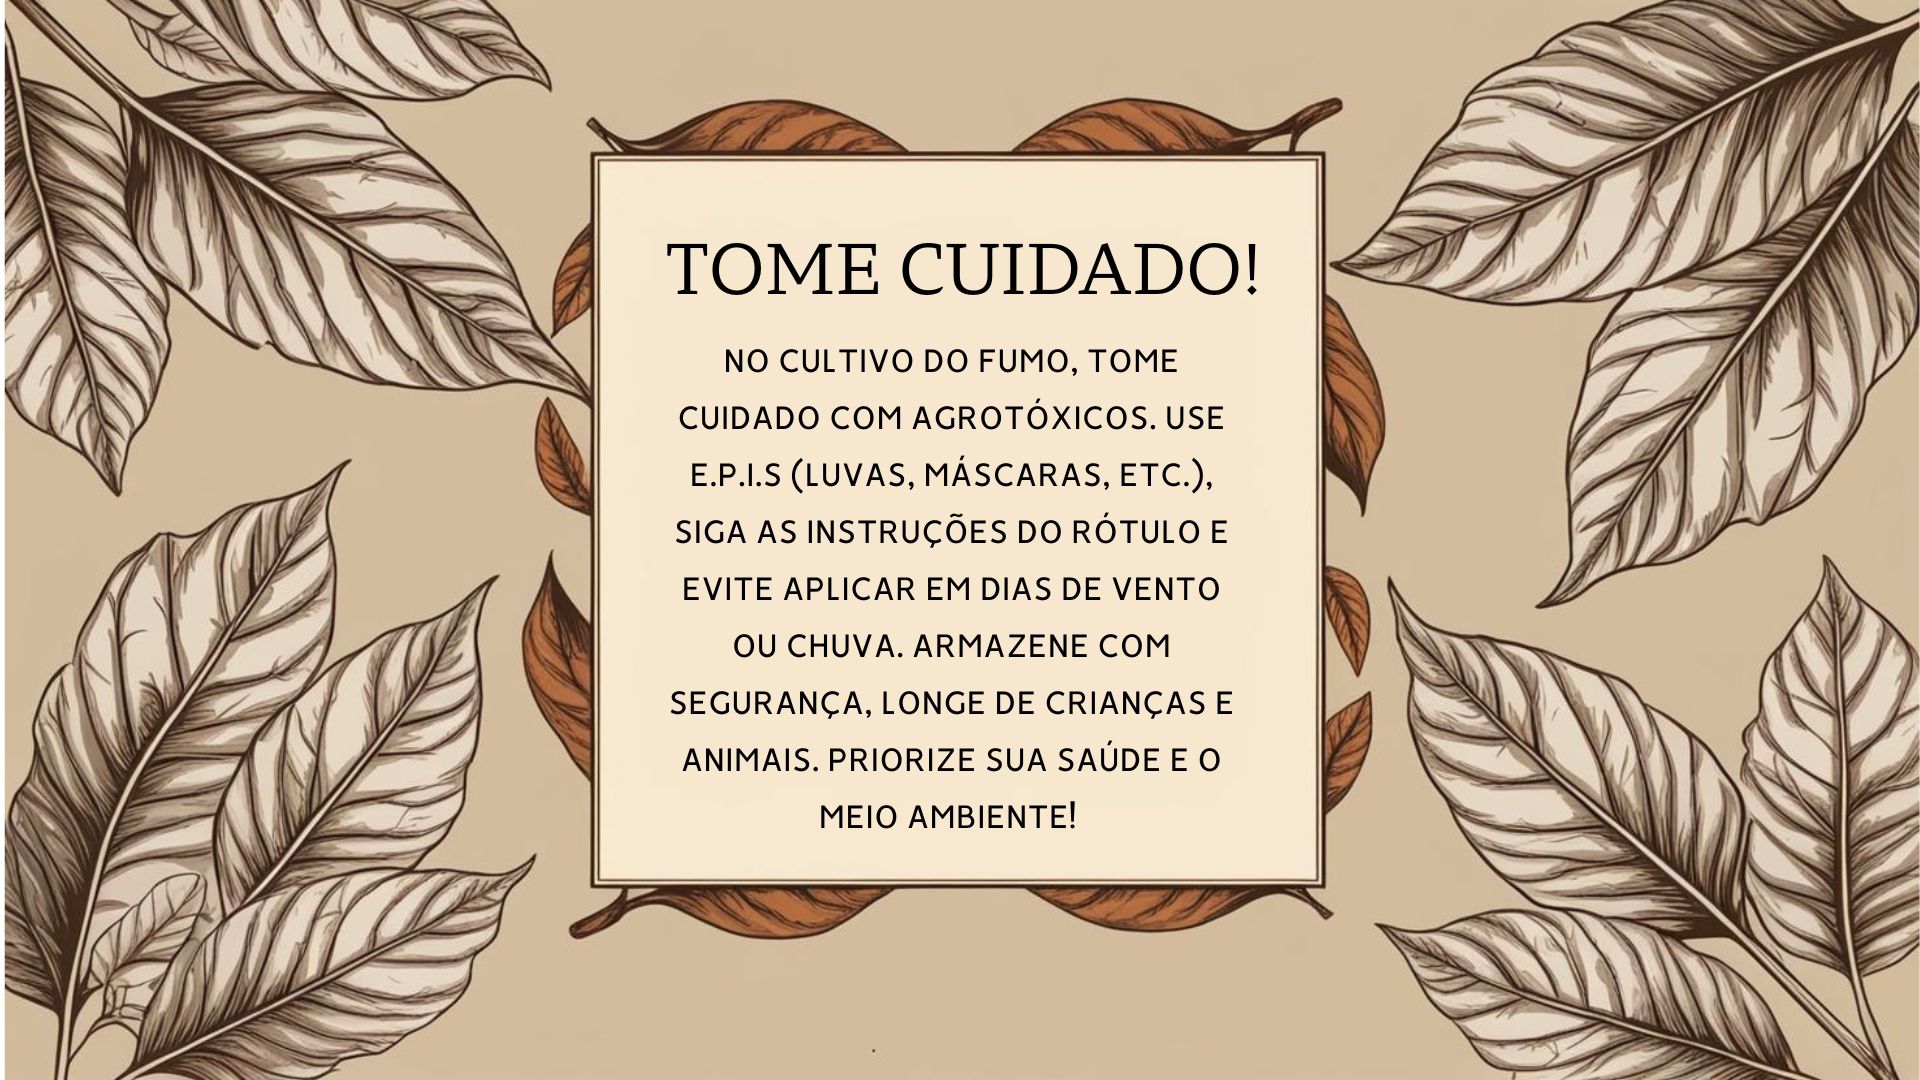 TOME CUIDADO!
NO CULTIVO DO FUMO, TOME
CUIDADO COM AGROTÓXICOS. USE
E.P.I.S (LUVAS, MÁSCARAS, ETC.),
SIGA AS INSTRUÇÕES DO RÓTULO E
EVITE APLICAR EM DIAS DE VENTO
OU CHUVA. ARMAZENE COM
SEGURANÇA, LONGE DE CRIANÇAS E
ANIMAIS. PRIORIZE SUA SAÚDE E O
MEIO AMBIENTE!